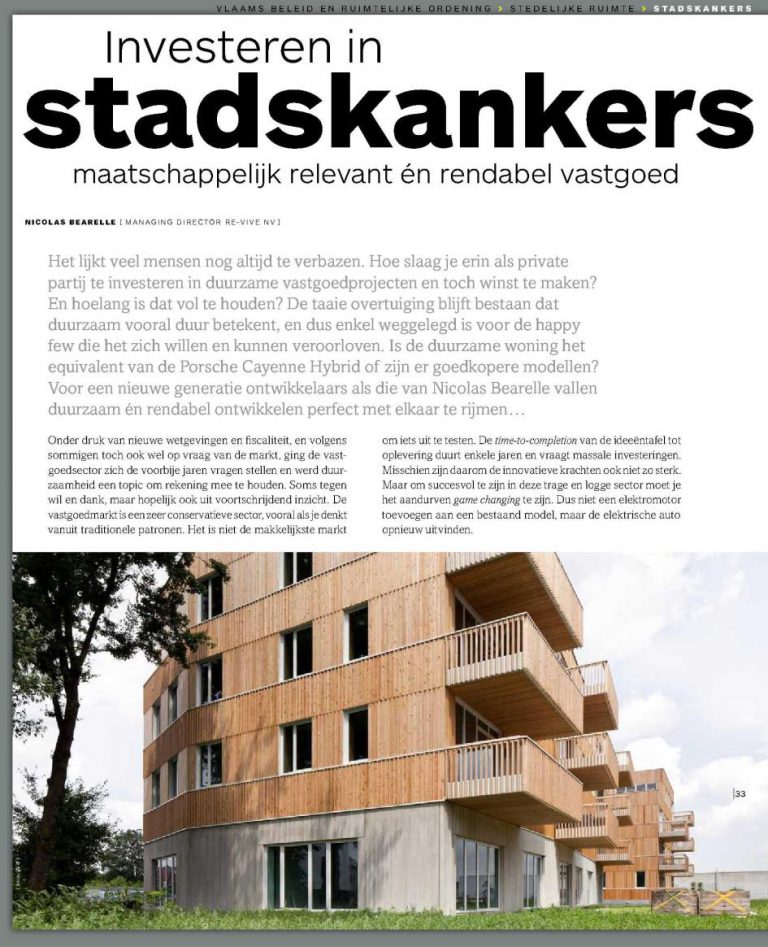 VLAAMS BELEID EN RUIMTELIJKE ORDENING > STEDELIJKE RUIMTE > STADSKANKERS
Investeren in
stadskankers
maatschappelijk relevant én rendabel vastgoed
NICOLAS BEARELLE [ MANAGING DIRECTOR RE-VIVE NV ]
Het lijkt veel mensen nog altijd te verbazen. Hoe slaag je erin als private
partij te investeren in duurzame vastgoedprojecten en toch winst te maken?
En hoelang is dat vol te houden? De taaie overtuiging blijft bestaan dat
duurzaam vooral duur betekent, en dus enkel weggelegd is voor de happy
few die het zich willen en kunnen veroorloven. Is de duurzame woning het
equivalent van de Porsche Cayenne Hybrid of zijn er goedkopere modellen?
Voor een nieuwe generatie ontwikkelaars als die van Nicolas Bearelle vallen
duurzaam én rendabel ontwikkelen perfect met elkaar te rijmen…
Onder druk van nieuwe wetgevingen en fiscaliteit, en volgens
sommigen toch ook wel op vraag van de markt, ging de vast-
goedsector zich de voorbije jaren vragen stellen en werd duur-
zaamheid een topic om rekening mee te houden. Soms tegen
wil en dank, maar hopelijk ook uit voortschrijdend inzicht. De
vastgoedmarkt is een zeer conservatieve sector, vooral als je denkt
vanuit traditionele patronen. Het is niet de makkelijkste markt
om iets uit te testen. De time-to-completion van de ideeëntafel tot
oplevering duurt enkele jaren en vraagt massale investeringen.
Misschien zijn daarom de innovatieve krachten ook niet zo sterk.
Maar om succesvol te zijn in deze trage en logge sector moet je
het aandurven game changing te zijn. Dus niet een elektromotor
toevoegen aan een bestaand model, maar de elektrische auto
opnieuw uitvinden.
|33